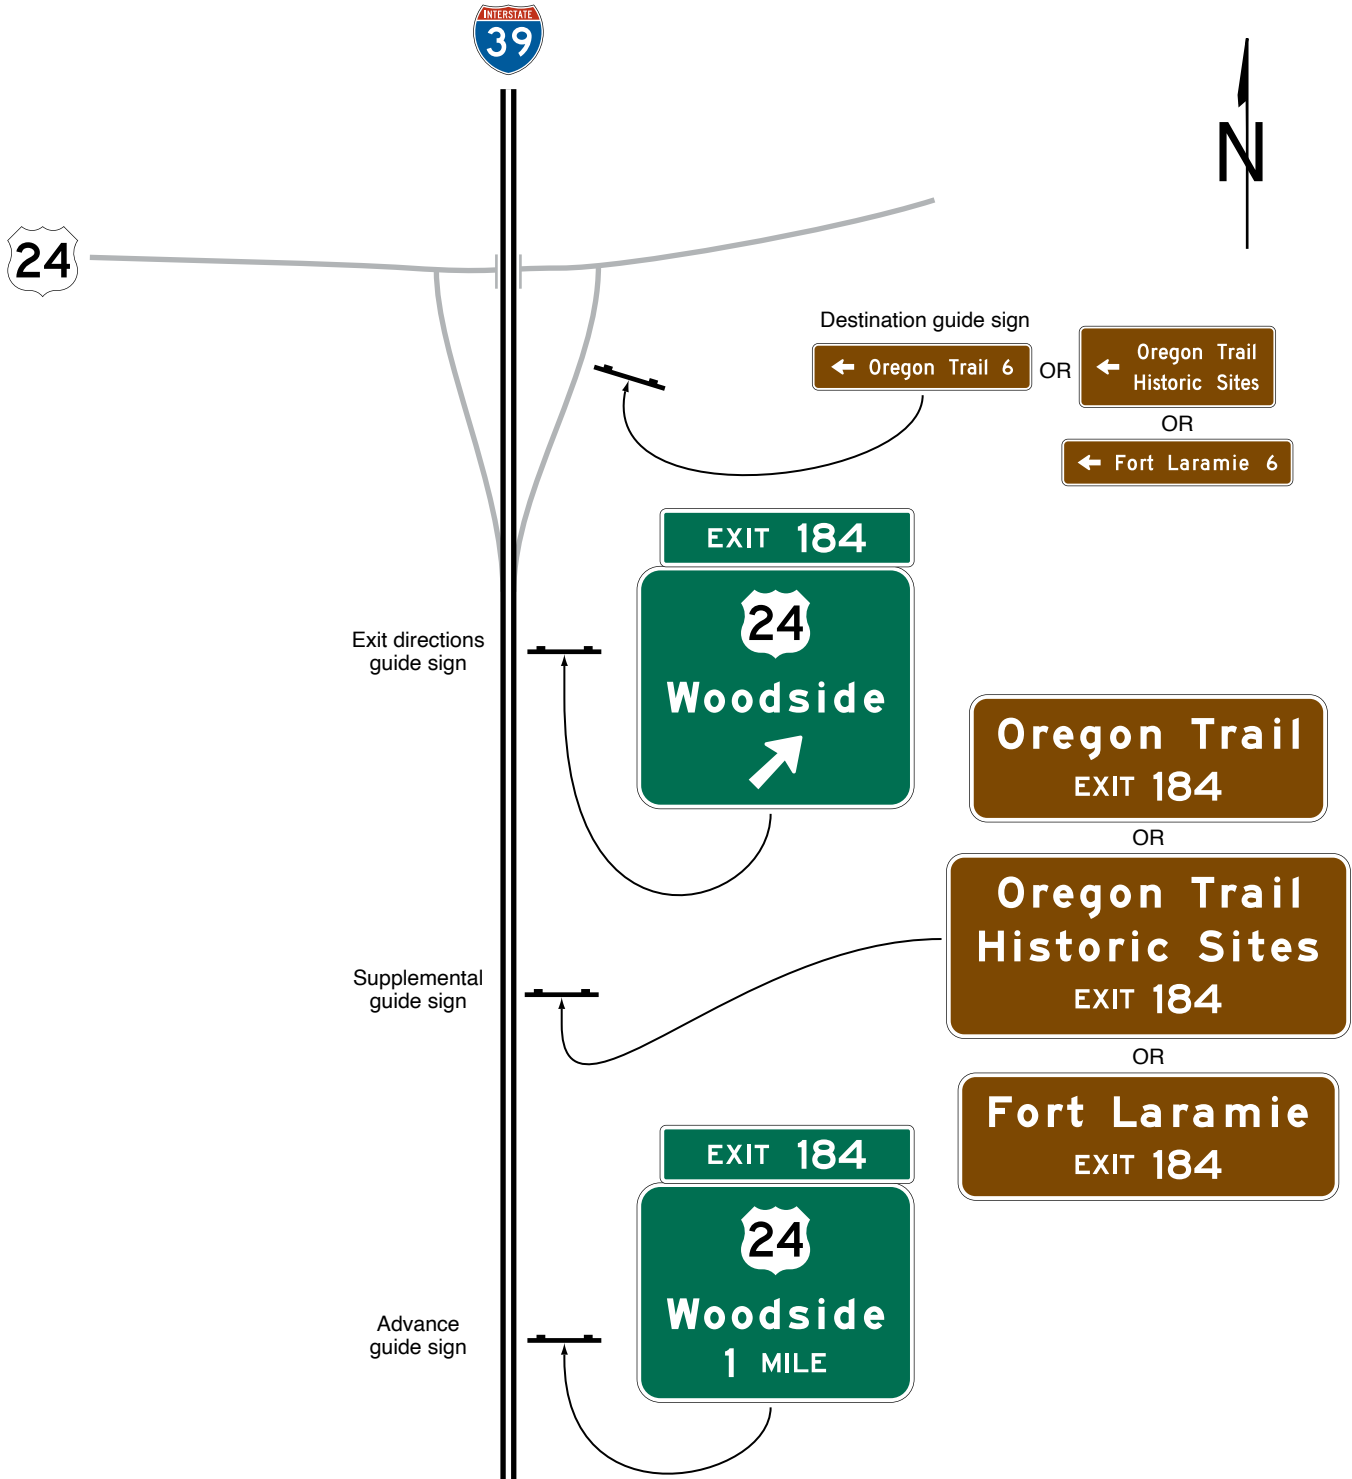 INTERSTATE
39
N
24
Destination guide sign
Oregon Trail 6
OR
Oregon Trail
Historic Sites
OR
Fort Laramie 6
EXIT 184
24
Woodside
Exit directions
guide sign
Oregon Trail
EXIT 184
OR
Oregon Trail
Historic Sites
EXIT 184
OR
Fort Laramie
EXIT 184
Supplemental
guide sign
EXIT 184
24
Woodside
1 MILE
Advance
guide sign